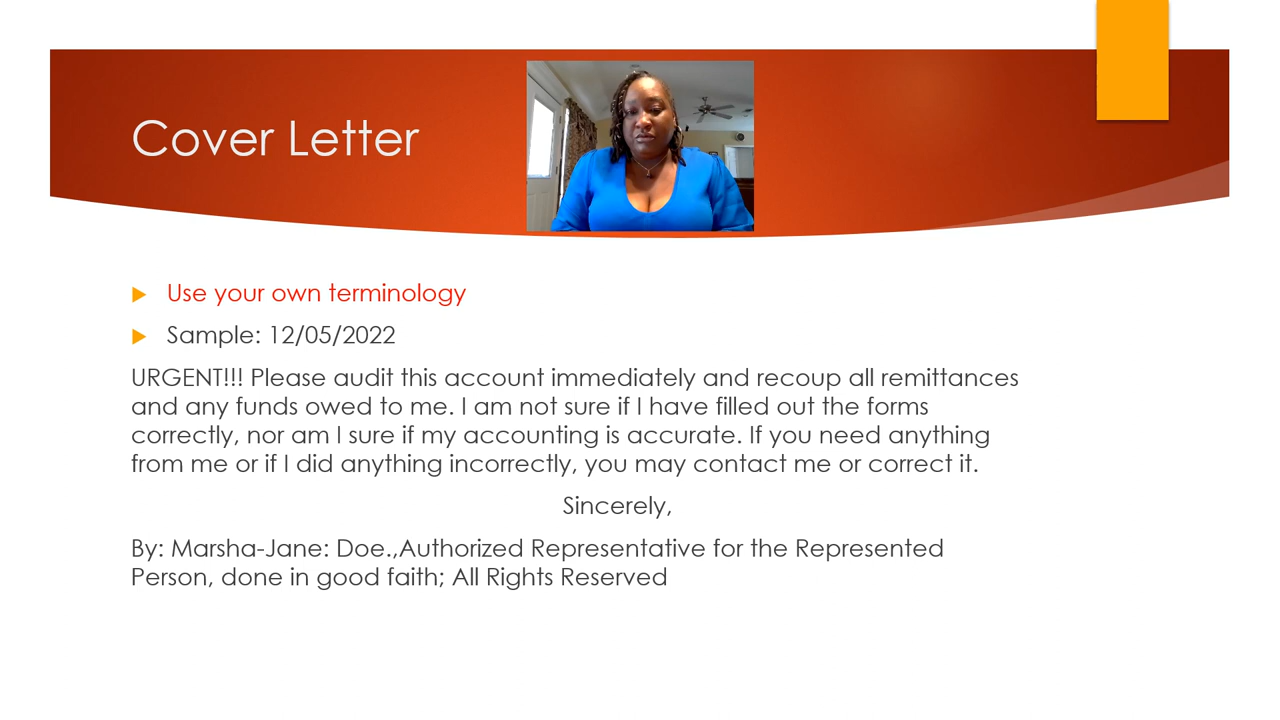 Cover Letter
Use your own terminology
Sample: 12/05/2022
URGENT!!! Please audit this account immediately and recoup all remittances
and any funds owed to me. I am not sure if I have filled out the forms
correctly, nor am I sure if my accounting is accurate. If you need anything
from me or if I did anything incorrectly, you may contact me or correct it.
Sincerely,
By: Marsha-Jane: Doe.,Authorized Representative for the Represented
Person, done in good faith; All Rights Reserved